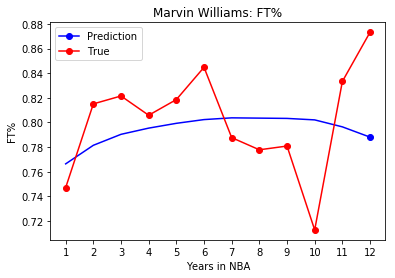 Marvin Williams: FT%
Prediction
True
FT%
0.88
0.86
0.84
0.82
0.80
0.78
0.76
0.74
0.72
1 2 3 4 5 6 7 8 9 10 11 12
Years in NBA